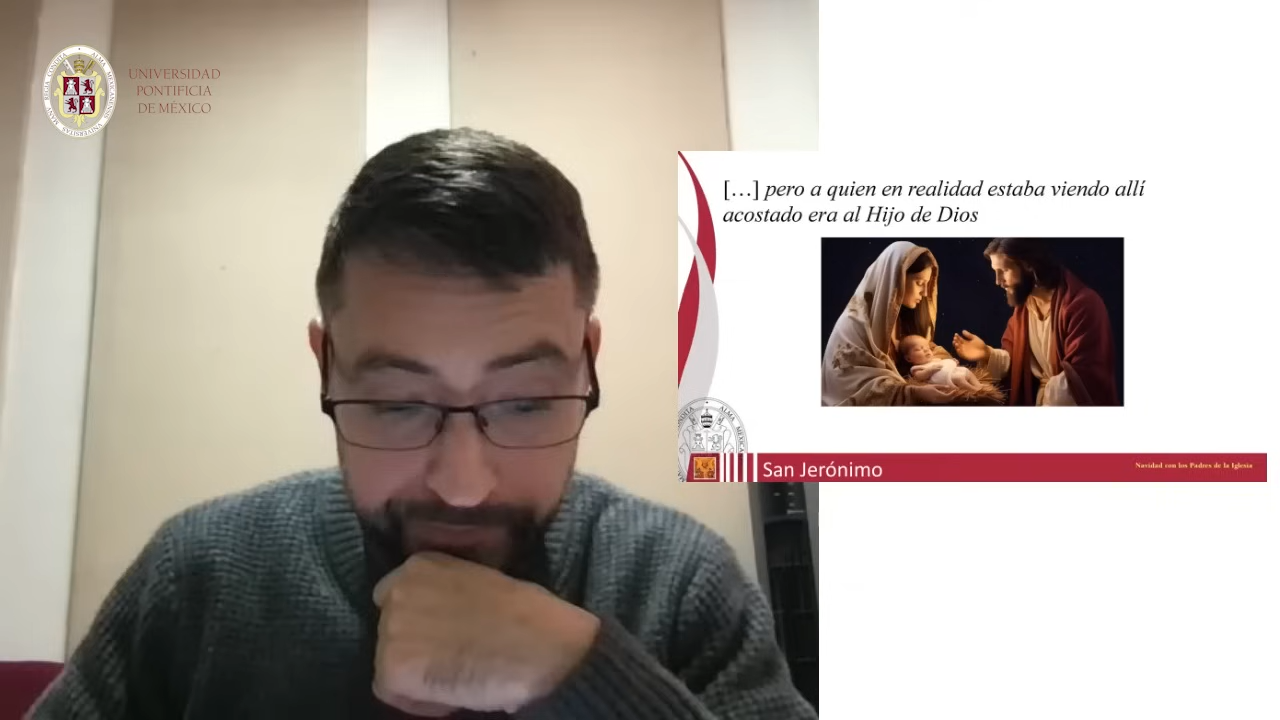 UNIVERSIDAD
PONTIFICIA
DE MÉXICO
[…] pero a quien en realidad estaba viendo allí
acostado era al Hijo de Dios
San Jerónimo
Navidad con los Padres de la Iglesia